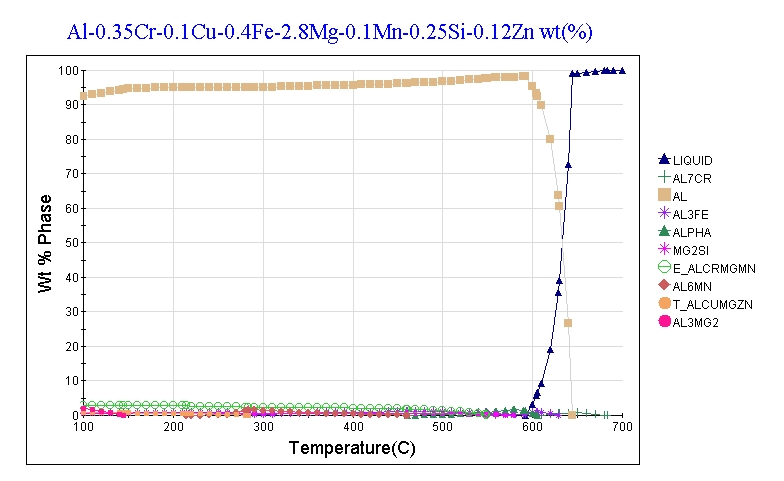 Al-0.35Cr-0.1Cu-0.4Fe-2.8Mg-0.1Mn-0.25Si-0.12Zn wt(%)
100
90
80
70
60
50
40
30
20
10
0
Wt % Phase
100 200 300 400 500 600 700
Temperature(C)
LIQUID
AL7CR
AL
AL3FE
ALPHA
MG2SI
E_ALCRMGMN
AL6MN
T_ALCUMGZN
AL3MG2